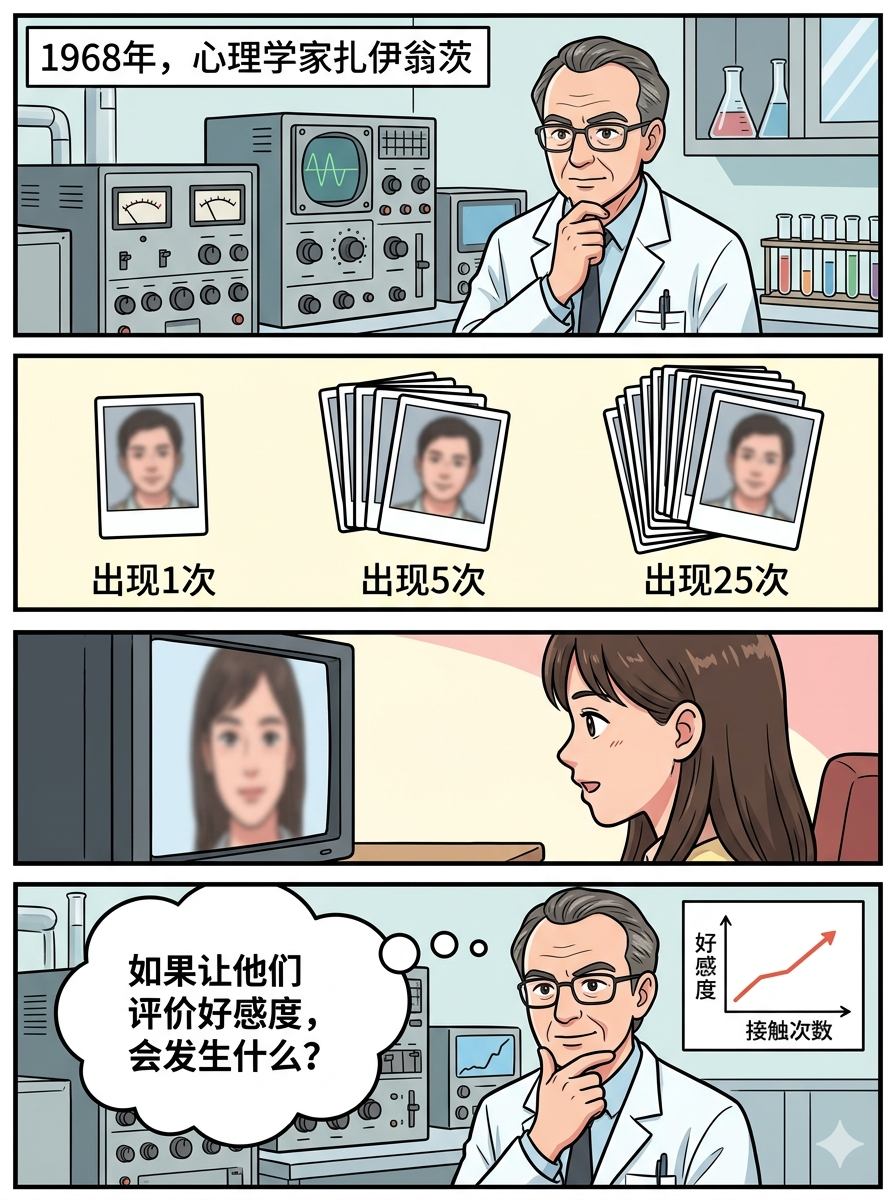 1968年，心理学家扎伊翁茨
出现1次
出现5次
出现25次
如果让他们
评价好感度，
会发生什么？
好感度
接触次数